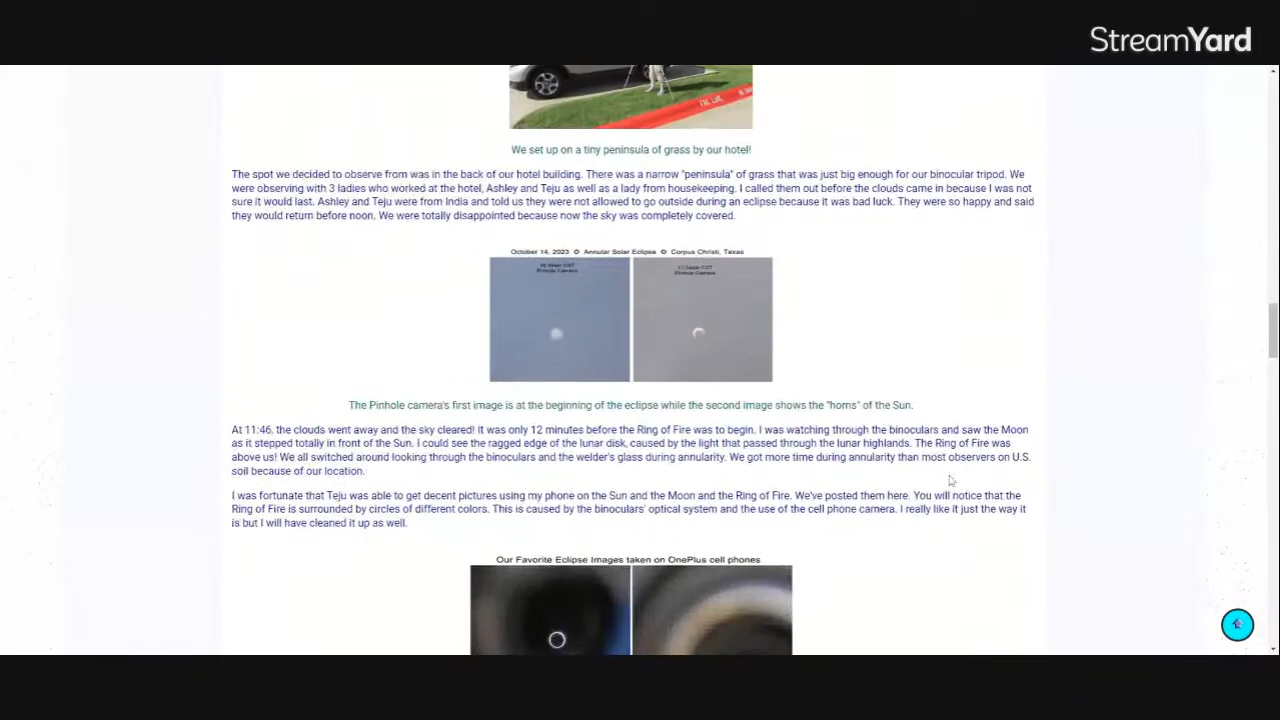 StreamYard
We set up on a tiny peninsula of grass by our hotel!
The spot we decided to observe from was in the back of our hotel building. There was a narrow "peninsula" of grass that was just big enough for our binocular tripod. We
were observing with 3 ladies who worked at the hotel, Ashley and Teju as well as a lady from housekeeping. I called them out before the clouds came in because I was not
sure it would last. Ashley and Teju were from India and told us they were not allowed to go outside during an eclipse because it was bad luck. They were so happy and said
they would return before noon. We were totally disappointed because now the sky was completely covered.
October 14, 2023 Annular Solar Eclipse Corpus Christi, Texas
CST
Pinhole Camera
CST
Pinhole Camera
The Pinhole camera's first image is at the beginning of the eclipse while the second image shows the "horns" of the Sun.
At 11:46, the clouds went away and the sky cleared! It was only 12 minutes before the Ring of Fire was to begin. I was watching through the binoculars and saw the Moon
as it stepped totally in front of the Sun. I could see the ragged edge of the lunar disk, caused by the light that passed through the lunar highlands. The Ring of Fire was
above us! We all switched around looking through the binoculars and the welder's glass during annularity. We got more time during annularity than most observers on U.S.
soil because of our location.
I was fortunate that Teju was able to get decent pictures using my phone on the Sun and the Moon and the Ring of Fire. We've posted them here. You will notice that the
Ring of Fire is surrounded by circles of different colors. This is caused by the binoculars' optical system and the use of the cell phone camera. I really like it just the way it
is but I will have cleaned it up as well.
Our Favorite Eclipse Images taken on OnePlus cell phones